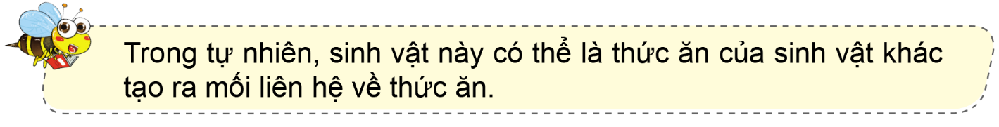 Trong tự nhiên, sinh vật này có thể là thức ăn của sinh vật khác
tạo ra mối liên hệ về thức ăn.